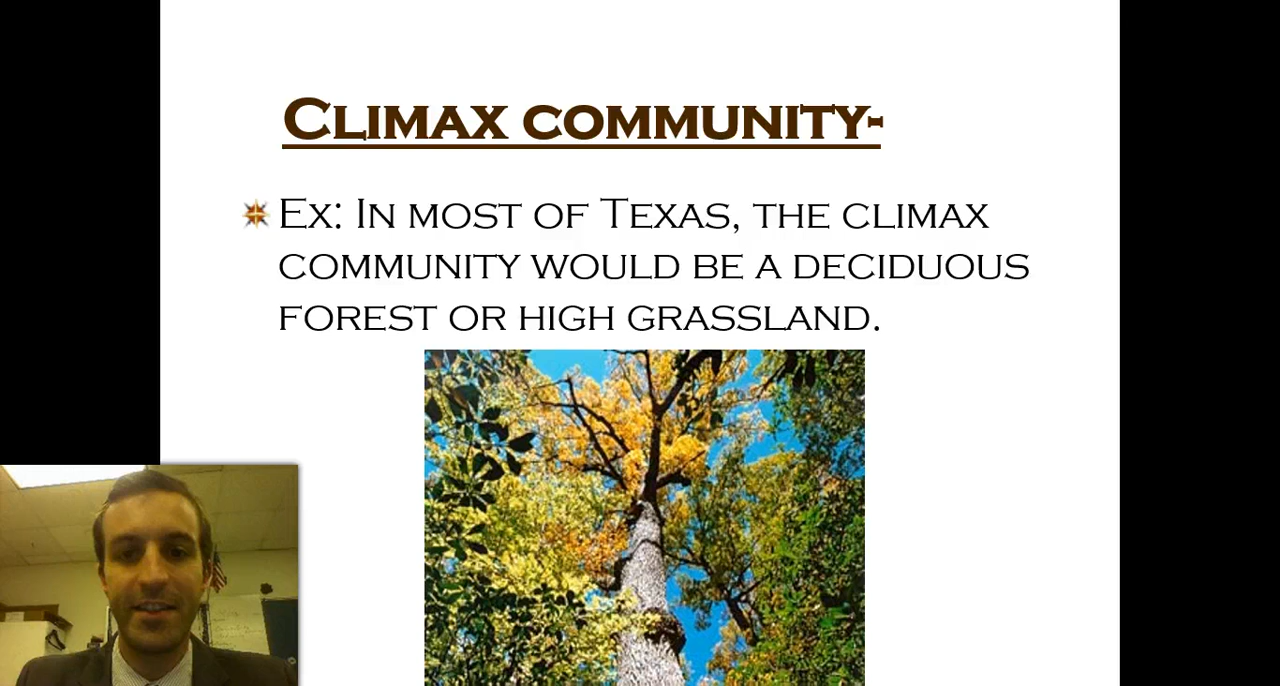 Climax community-
Ex: In most of Texas, the climax
community would be a deciduous
forest or high grassland.